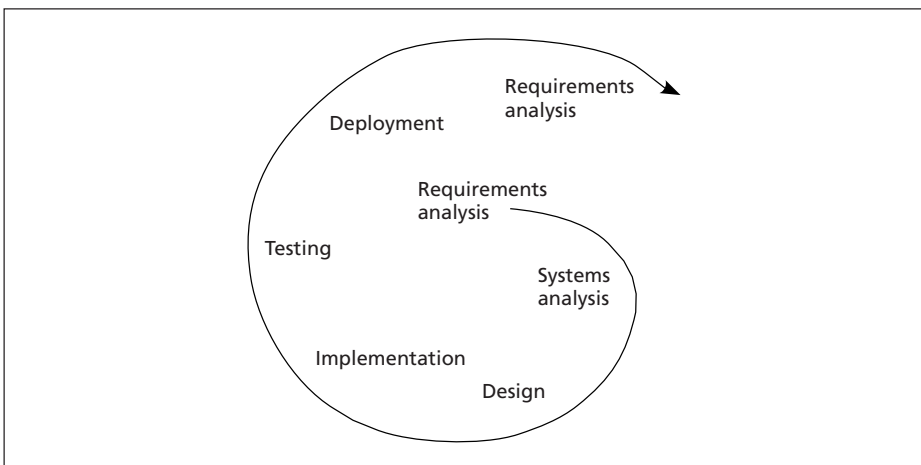 Requirements
analysis
Deployment
Requirements
analysis
Testing
Systems
analysis
Implementation
Design